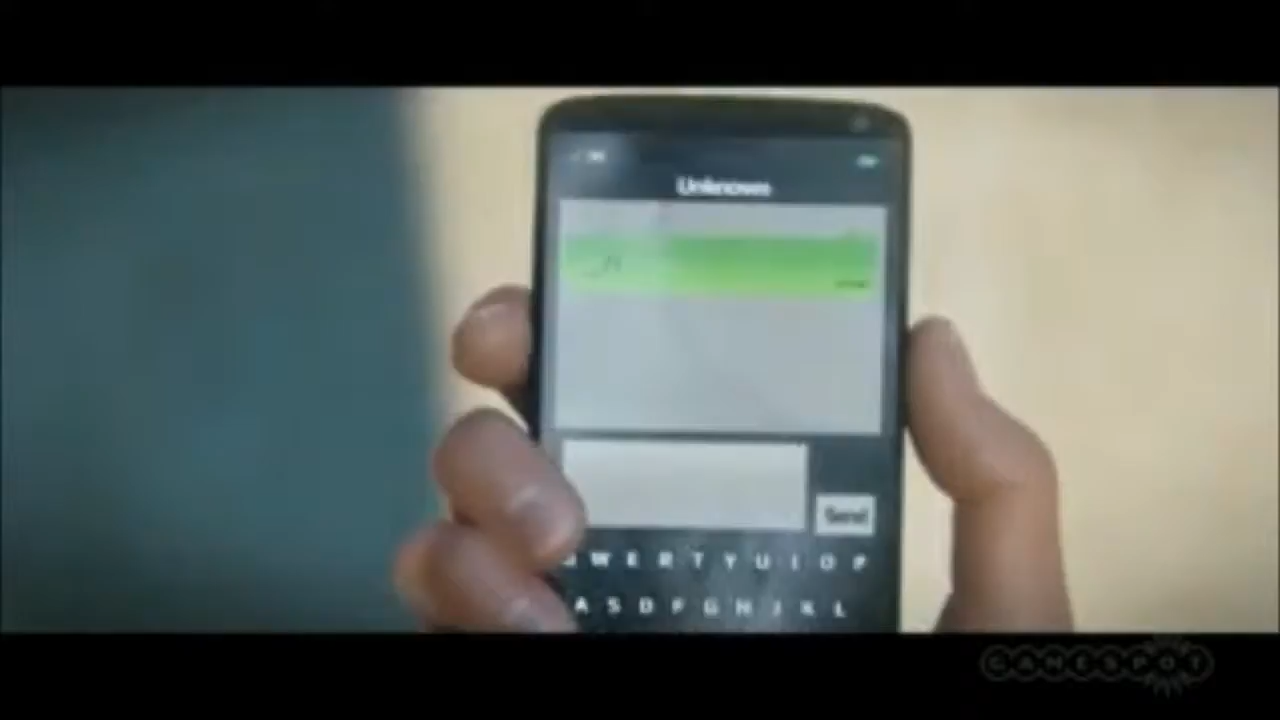 Unknown
Send
W E R T Y U I O P
A S D F G H J K L
GAMESPOT